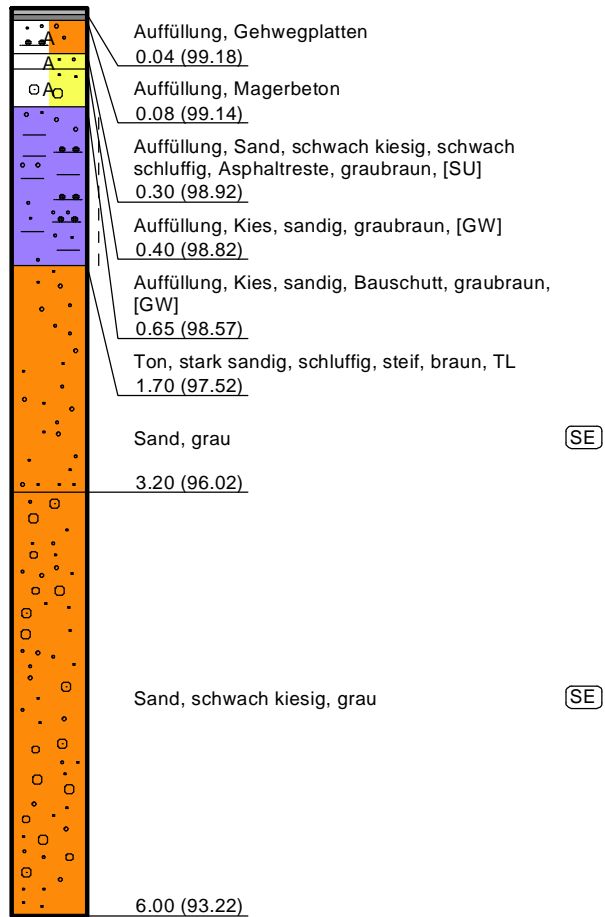 A
A
A
Auffüllung, Gehwegplatten
0.04 (99.18)
Auffüllung, Magerbeton
0.08 (99.14)
Auffüllung, Sand, schwach kiesig, schwach
schluffig, Asphaltreste, graubraun, [SU]
0.30 (98.92)
Auffüllung, Kies, sandig, graubraun, [GW]
0.40 (98.82)
Auffüllung, Kies, sandig, Bauschutt, graubraun,
[GW]
0.65 (98.57)
Ton, stark sandig, schluffig, steif, braun, TL
1.70 (97.52)
Sand, grau SE
3.20 (96.02)
Sand, schwach kiesig, grau SE
6.00 (93.22)